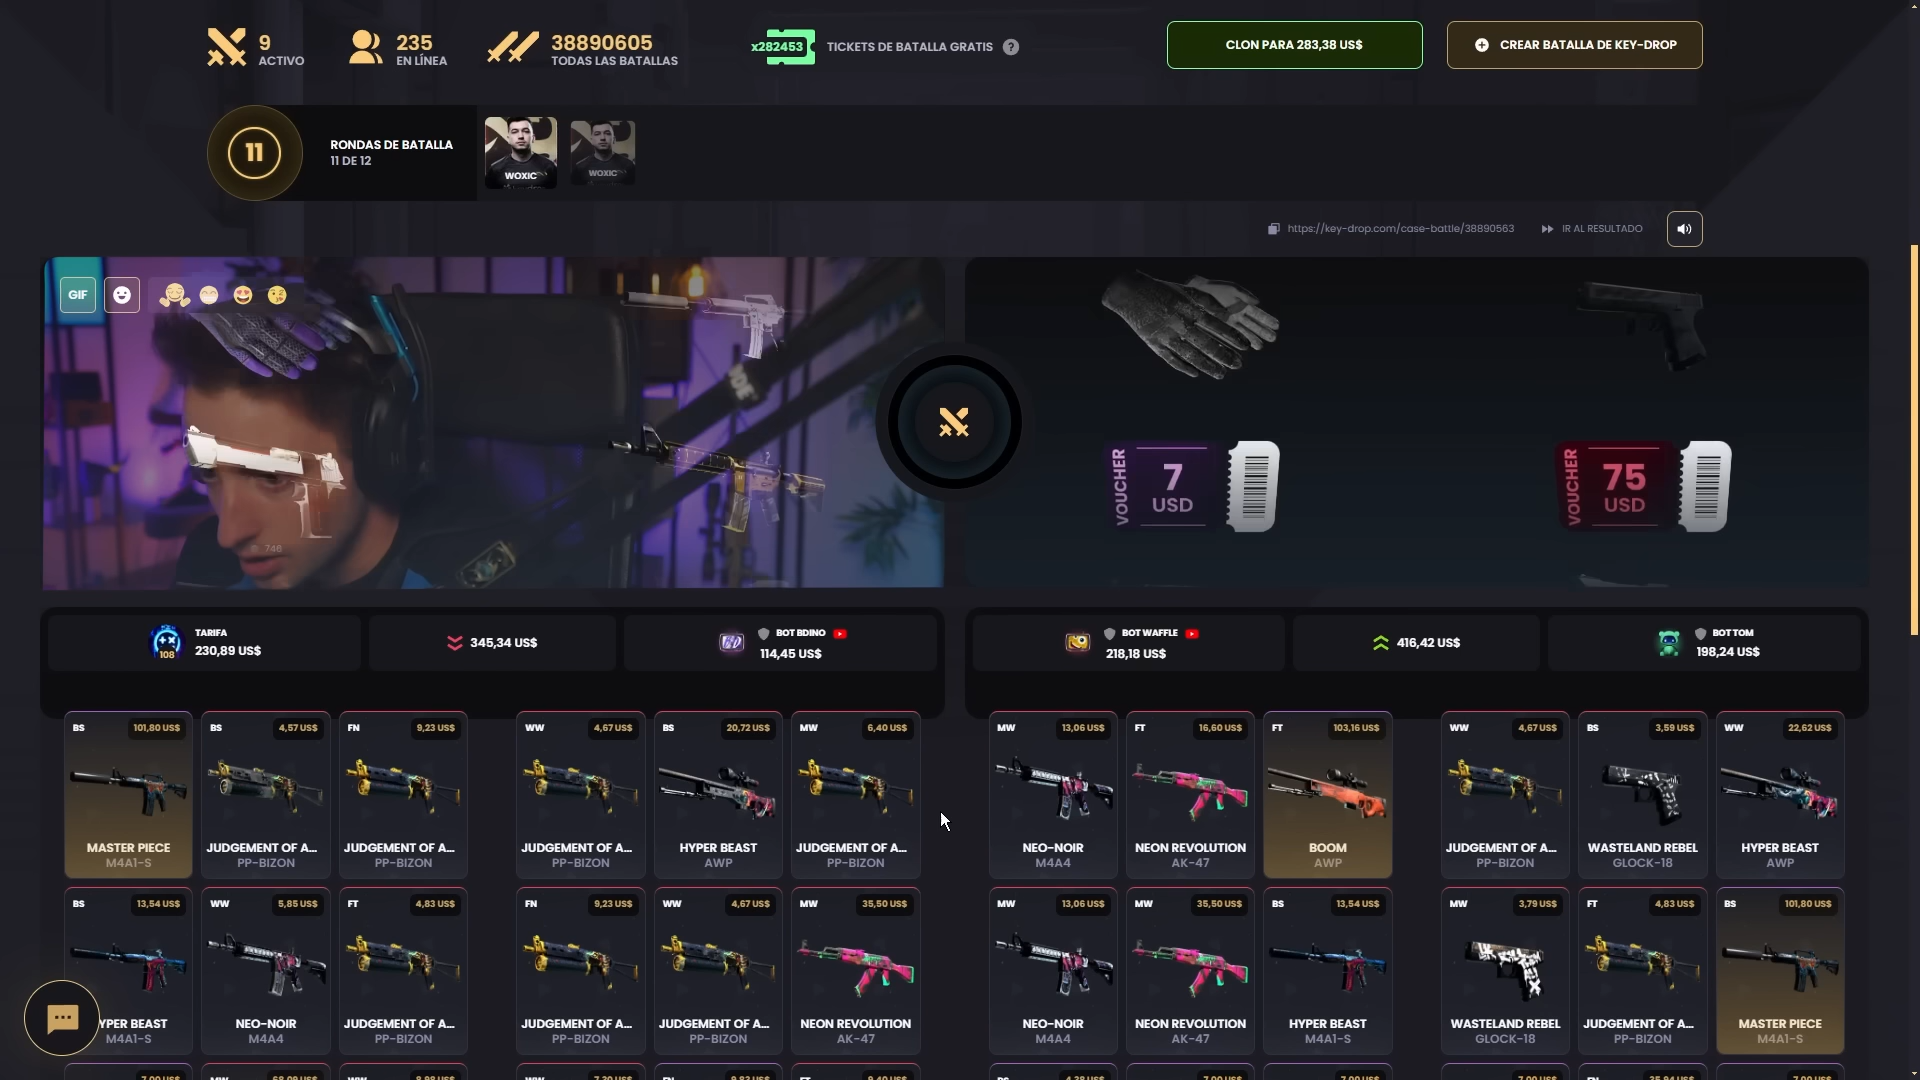 9
ACTIVO
235
EN LÍNEA
38890605
TODAS LAS BATALLAS
x282453
TICKETS DE BATALLA GRATIS ?
CLON PARA 283,38 US$
CREAR BATALLA DE KEY-DROP
11
RONDAS DE BATALLA
11 DE 12
WOXIC
WOXIC
https://key-drop.com/case-battle/38890563
IR AL RESULTADO
GIF
746
VOUCHER
7
USD
VOUCHER
75
USD
108
TARIFA
230,89 US$
345,34 US$
BOT BDINO
114,45 US$
BOT WAFFLE
218,18 US$
416,42 US$
BOT TOM
198,24 US$
BS 101,80 US$
MASTER PIECE
M4A1-S
BS 4,57 US$
JUDGEMENT OF A...
PP-BIZON
FN 9,23 US$
JUDGEMENT OF A...
PP-BIZON
WW 4,67 US$
JUDGEMENT OF A...
PP-BIZON
BS 20,72 US$
HYPER BEAST
AWP
MW 6,40 US$
JUDGEMENT OF A...
PP-BIZON
MW 13,06 US$
NEO-NOIR
M4A4
FT 16,60 US$
NEON REVOLUTION
AK-47
FT 103,16 US$
BOOM
AWP
WW 4,67 US$
JUDGEMENT OF A...
PP-BIZON
BS 3,59 US$
WASTELAND REBEL
GLOCK-18
WW 22,62 US$
HYPER BEAST
AWP
BS 13,54 US$
YPER BEAST
M4A1-S
WW 5,85 US$
NEO-NOIR
M4A4
FT 4,83 US$
JUDGEMENT OF A...
PP-BIZON
FN 9,23 US$
JUDGEMENT OF A...
PP-BIZON
WW 4,67 US$
JUDGEMENT OF A...
PP-BIZON
MW 35,50 US$
NEON REVOLUTION
AK-47
MW 13,06 US$
NEO-NOIR
M4A4
MW 35,50 US$
NEON REVOLUTION
AK-47
BS 13,54 US$
HYPER BEAST
M4A1-S
MW 3,79 US$
WASTELAND REBEL
GLOCK-18
FT 4,83 US$
JUDGEMENT OF A...
PP-BIZON
BS 101,80 US$
MASTER PIECE
M4A1-S